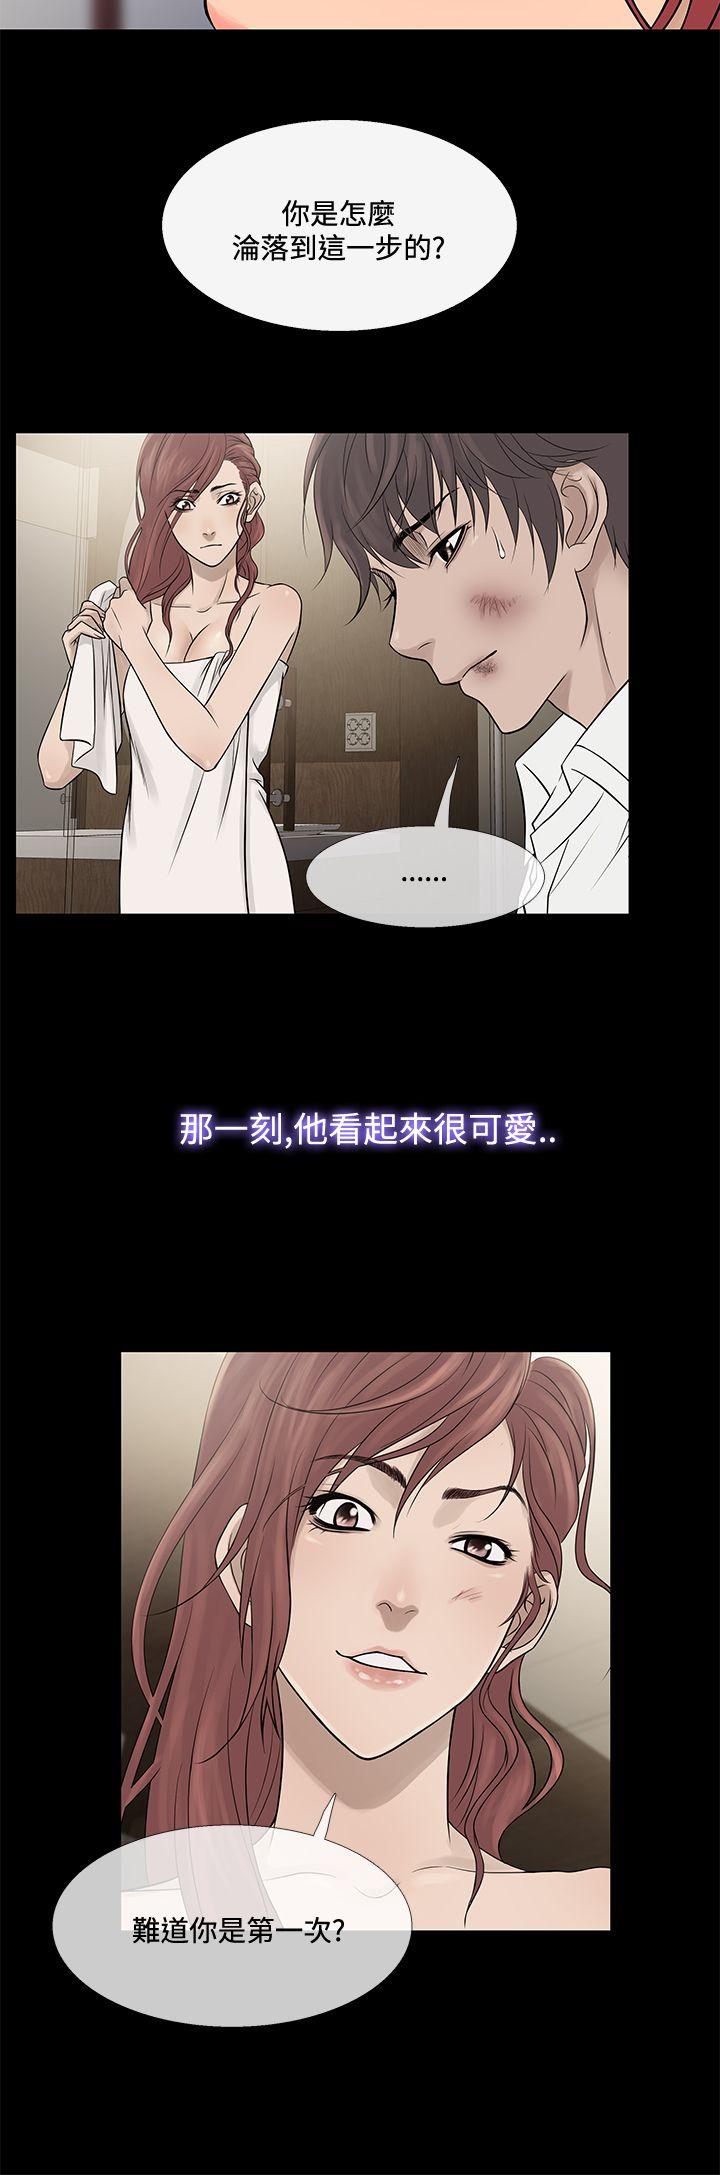 你是怎麼
淪落到這一步的?
......
那一刻,他看起來很可愛..
難道你是第一次?